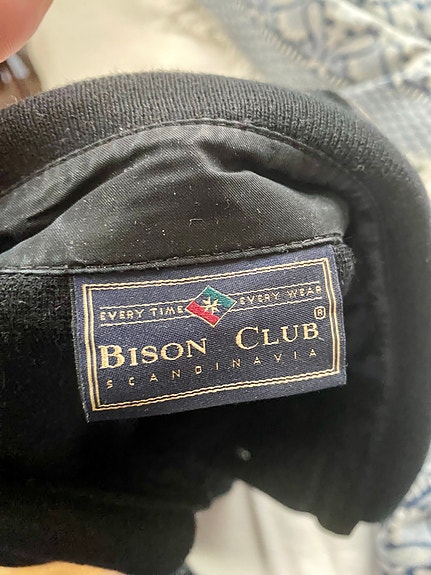 EVERY TIME EVERY WEAR
BISON CLUB ®
SCANDINAVIA